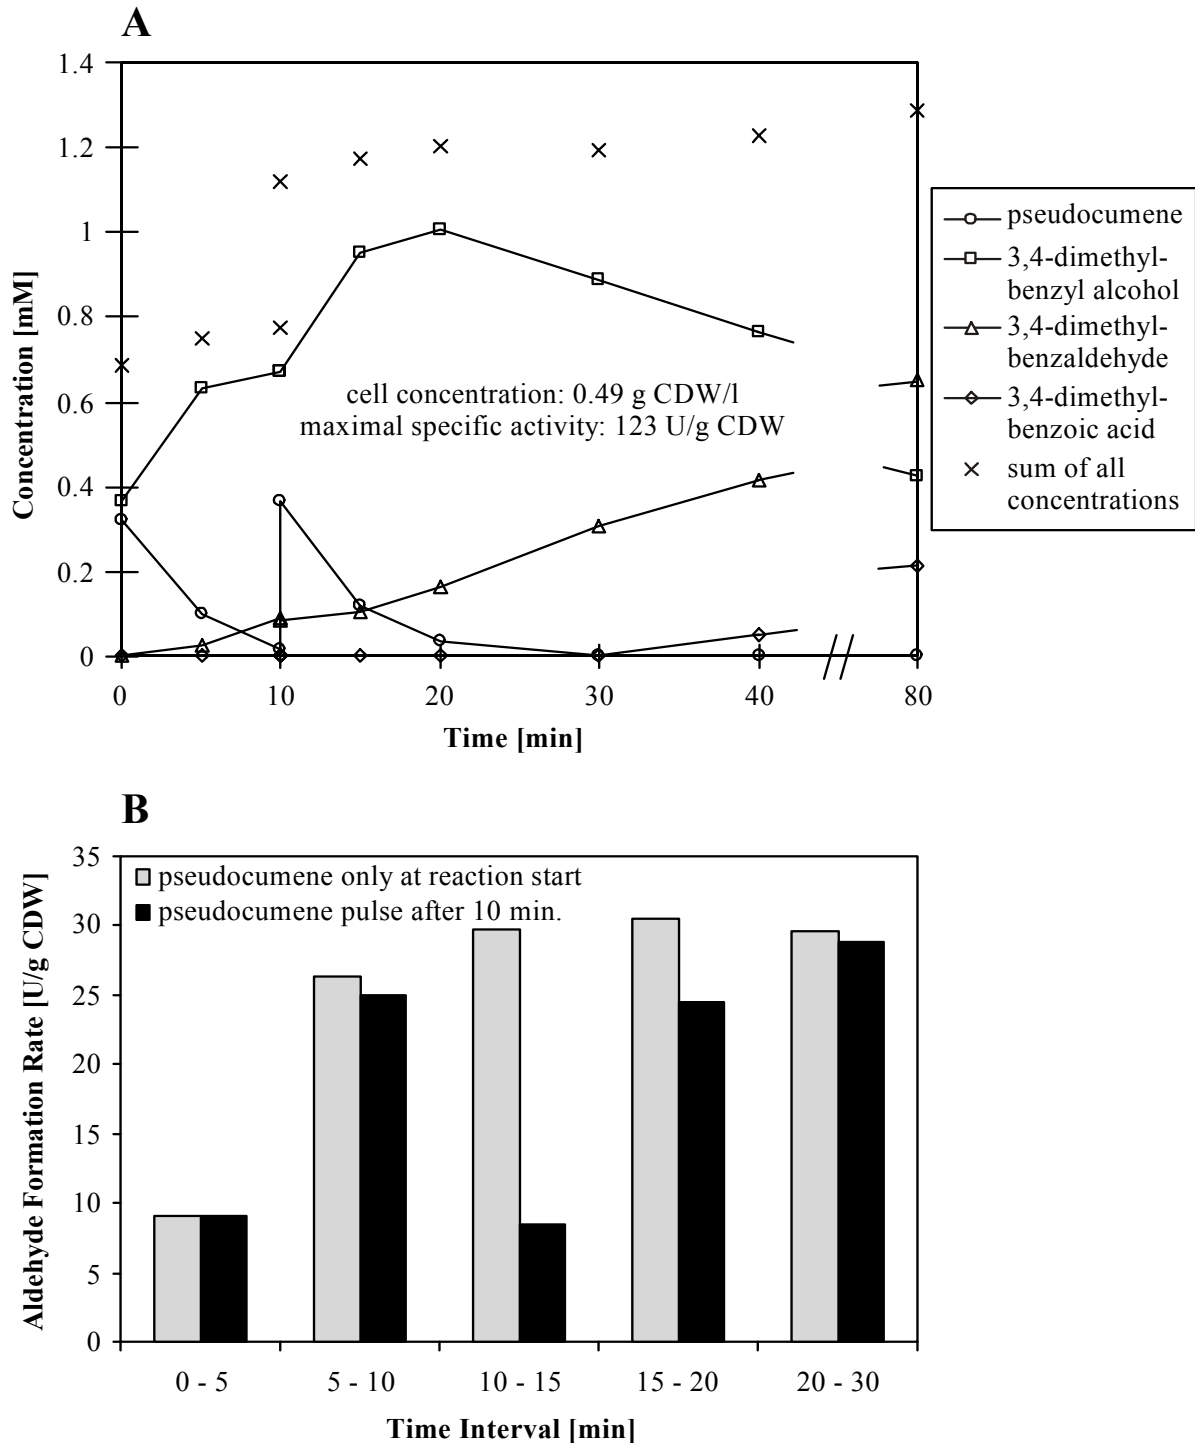 A
1.4
1.2
1
0.8
0.6
0.4
0.2
0
Concentration [mM]
cell concentration: 0.49 g CDW/l
maximal specific activity: 123 U/g CDW
0 10 20 30 40 80
Time [min]
pseudocumene
3,4-dimethyl-
benzyl alcohol
3,4-dimethyl-
benzaldehyde
3,4-dimethyl-
benzoic acid
sum of all
concentrations
B
35
30
25
20
15
10
5
0
Aldehyde Formation Rate [U/g CDW]
pseudocumene only at reaction start
pseudocumene pulse after 10 min.
0 - 5 5 - 10 10 - 15 15 - 20 20 - 30
Time Interval [min]